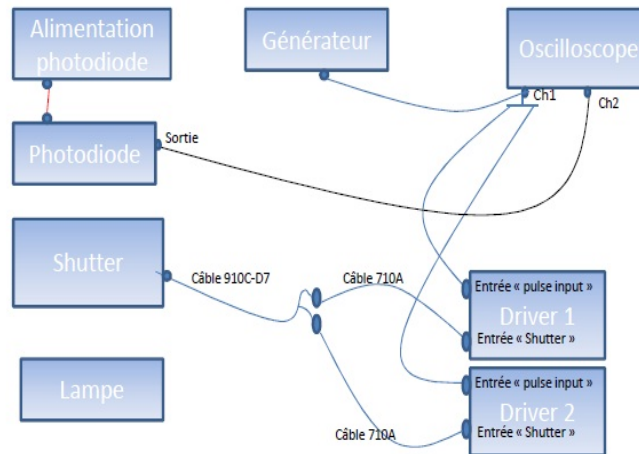 Alimentation
photodiode
Générateur
Oscilloscope
Ch1
Ch2
Sortie
Photodiode
Shutter
Câble 910C-D7
Câble 710A
Entrée « pulse input »
Driver 1
Entrée « Shutter »
Lampe
Entrée « pulse input »
Driver 2
Entrée « Shutter »
Câble 710A